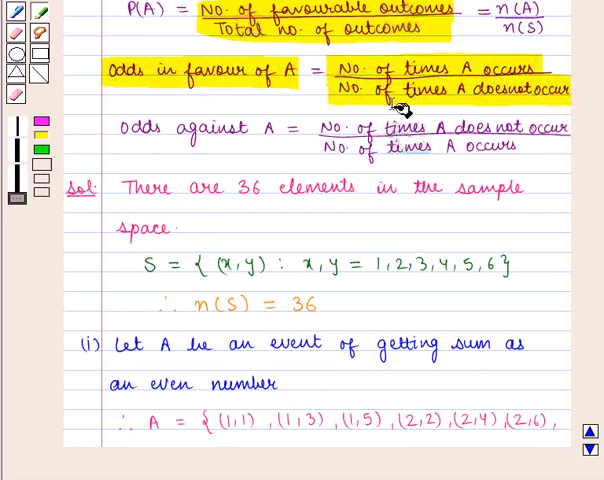 P(A) = No. of favourable outcomes / Total no. of outcomes = n(A) / n(S)
Odds in favour of A = No. of times A occurs / No. of times A does not occur
Odds against A = No. of times A does not occur / No. of times A occurs
Sol: There are 36 elements in the sample
space.
S = { (x,y) : x, y = 1, 2, 3, 4, 5, 6 }
∴ n(S) = 36
(i) Let A be an event of getting sum as
an even number
∴ A = { (1,1) , (1,3) , (1,5) , (2,2) , (2,4) , (2,6) ,